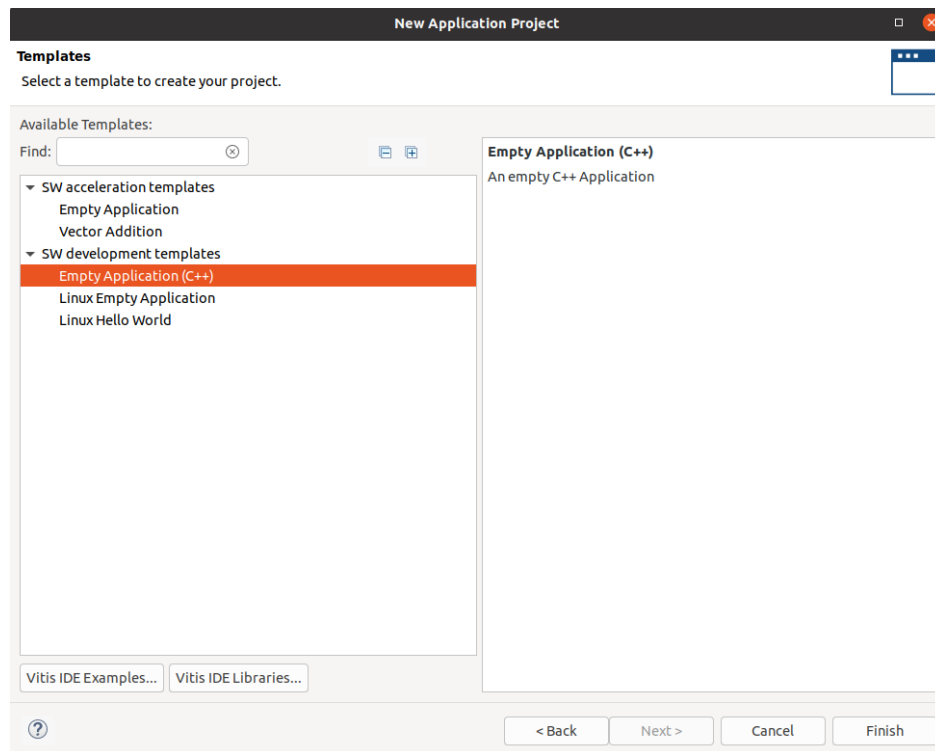 New Application Project
Templates
Select a template to create your project.
Available Templates:
Find:
SW acceleration templates
Empty Application
Vector Addition
SW development templates
Empty Application (C++)
Linux Empty Application
Linux Hello World
Vitis IDE Examples... Vitis IDE Libraries...
Empty Application (C++)
An empty C++ Application
? < Back Next > Cancel Finish